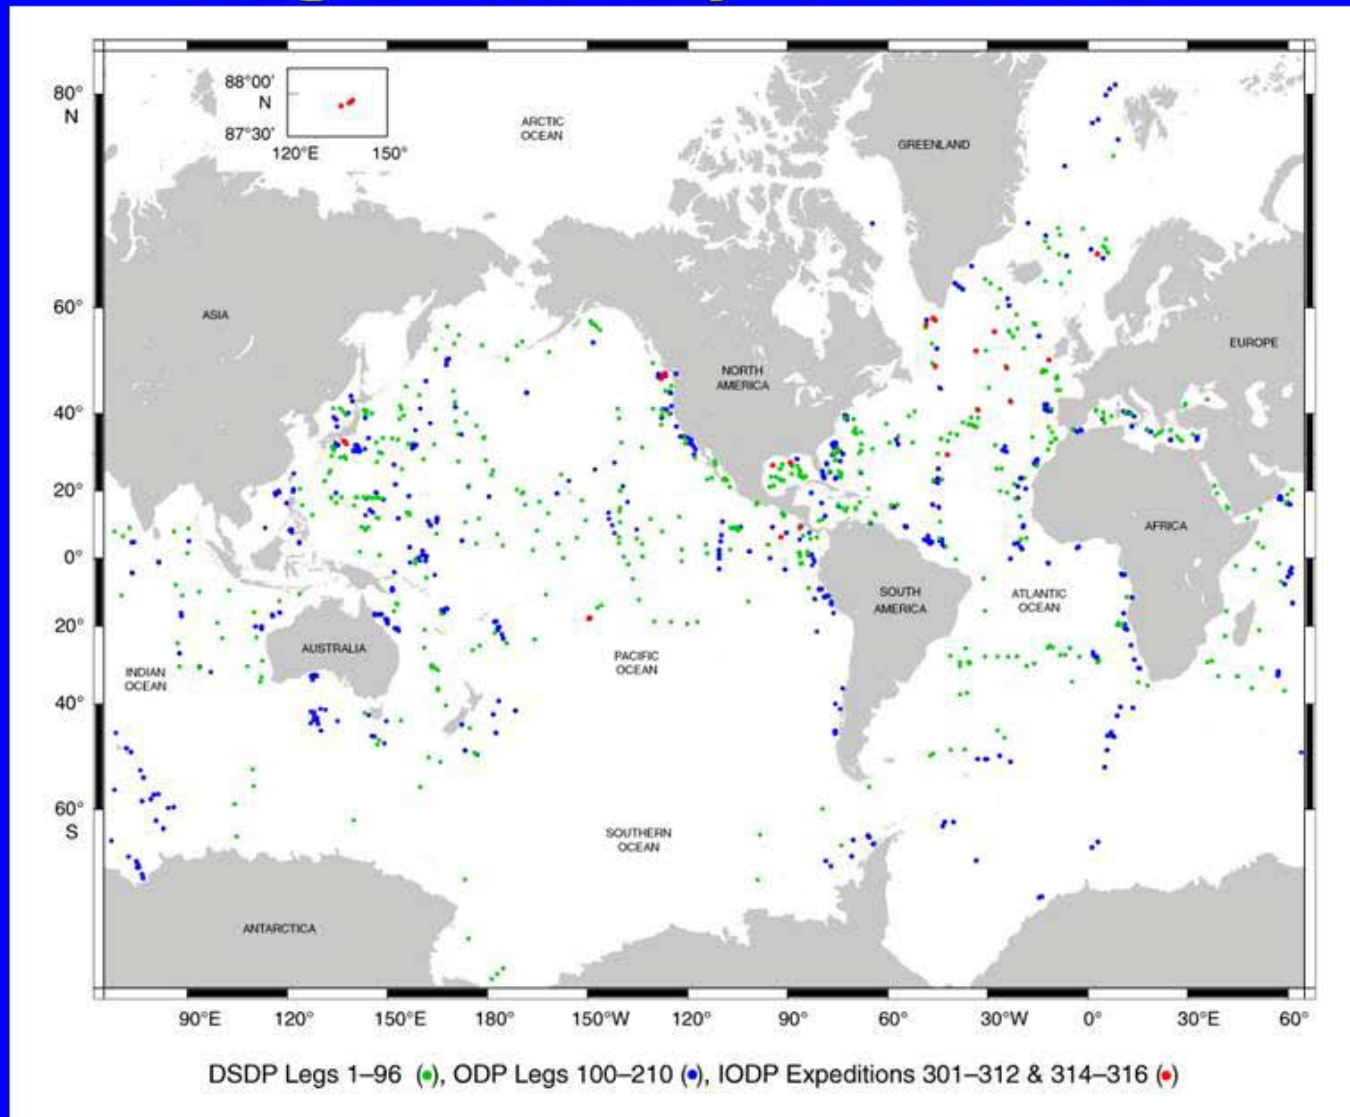 88°00'
N
87°30'
120°E 150°
80°
N
ARCTIC
OCEAN
GREENLAND
60°
ASIA
EUROPE
NORTH
AMERICA
40°
20°
AFRICA
0°
SOUTH
AMERICA
ATLANTIC
OCEAN
20°
AUSTRALIA
PACIFIC
OCEAN
INDIAN
OCEAN
40°
60°
S
SOUTHERN
OCEAN
ANTARCTICA
90°E 120° 150°E 180° 150°W 120° 90° 60° 30°W 0° 30°E 60°
DSDP Legs 1–96 (•), ODP Legs 100–210 (•), IODP Expeditions 301–312 & 314–316 (•)